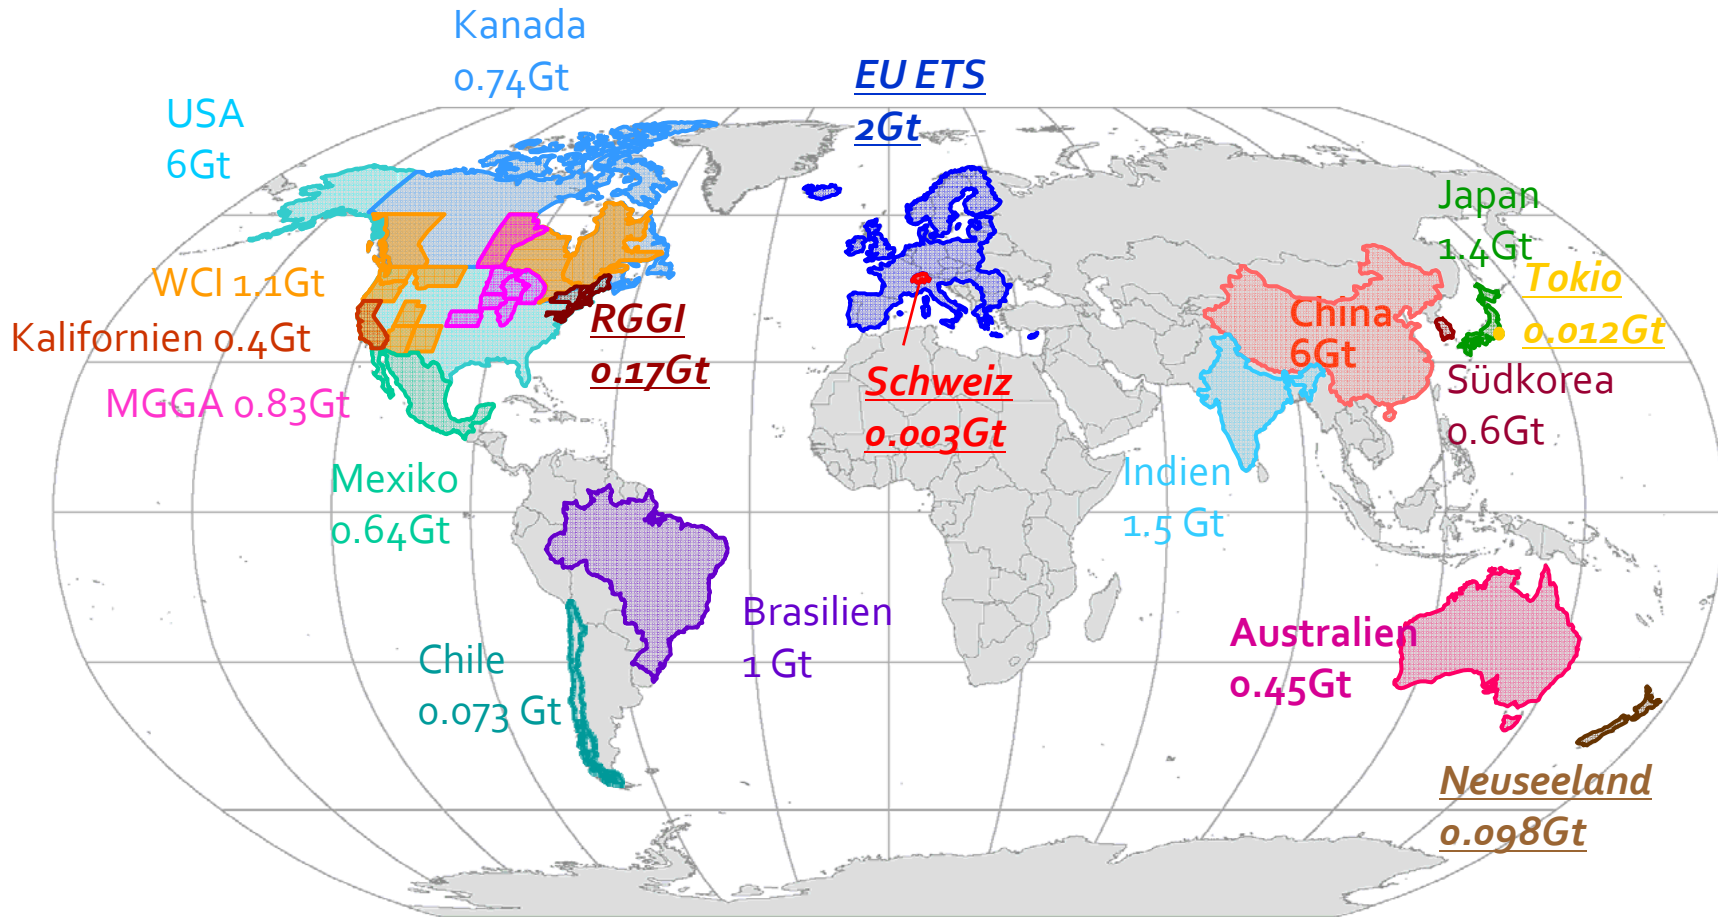 Kanada
0.74Gt
EU ETS
2Gt
USA
6Gt
Japan
1.4Gt
WCI 1.1Gt
Tokio
0.012Gt
Kalifornien 0.4Gt
RGGI
0.17Gt
China
6Gt
MGGA 0.83Gt
Schweiz
0.003Gt
Südkorea
0.6Gt
Mexiko
0.64Gt
Indien
1.5 Gt
Brasilien
1 Gt
Chile
0.073 Gt
Australien
0.45Gt
Neuseeland
0.098Gt